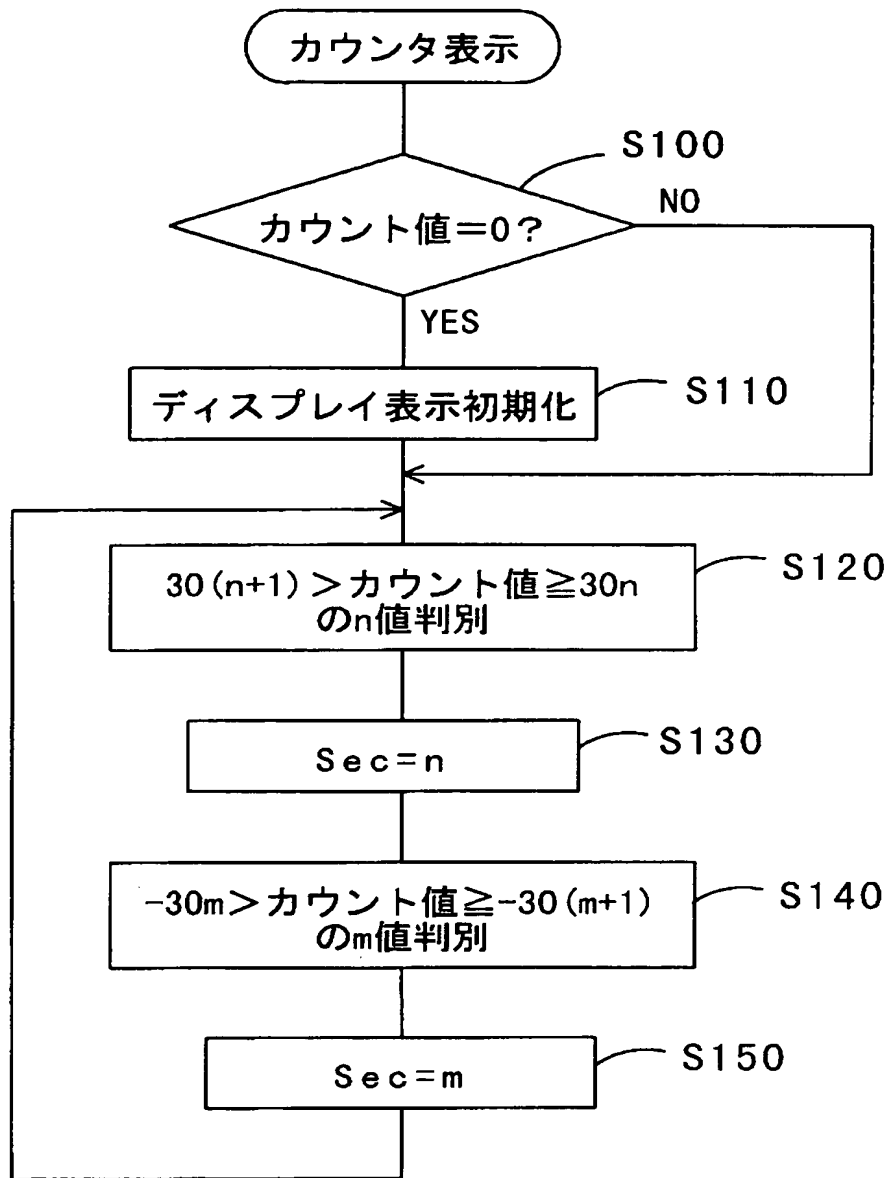 カウンタ表示
S100
カウント値＝0？
NO
YES
ディスプレイ表示初期化
S110
30(n+1)＞カウント値≧30n
のn値判別
S120
Sec=n
S130
-30m＞カウント値≧-30(m+1)
のm値判別
S140
Sec=m
S150